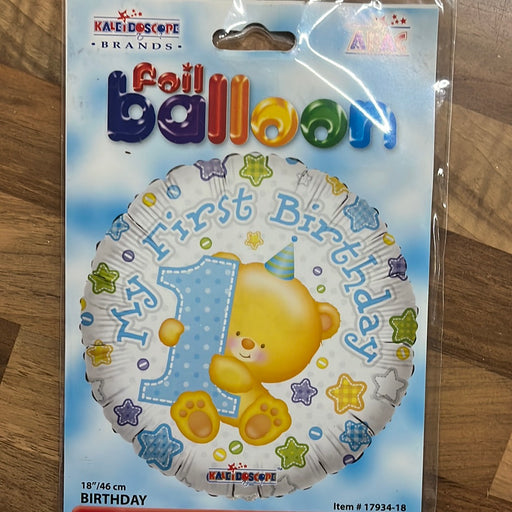 KALEIDOSCOPE
• BRANDS •
foil
balloon
My First Birthday
1
KALEIDOSCOPE
18"/46 cm
BIRTHDAY
Item # 17934-18